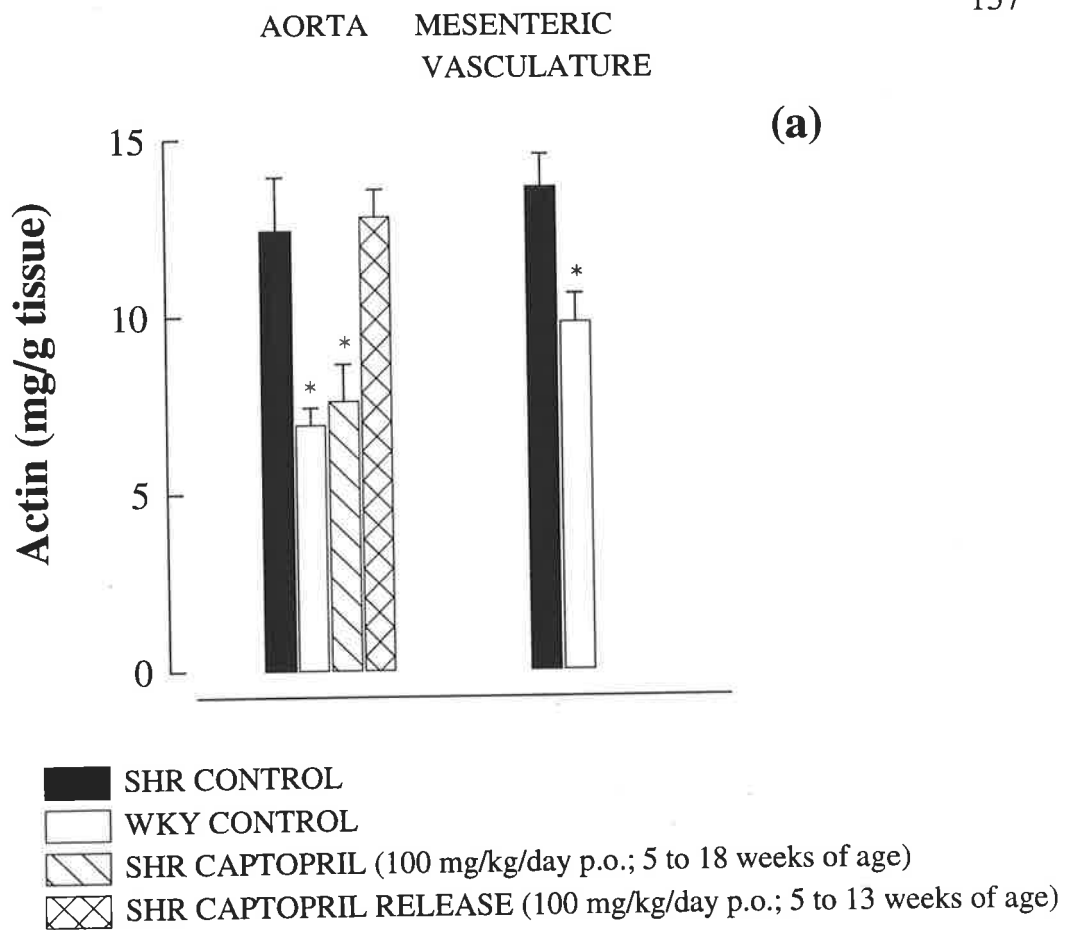 AORTA MESENTERIC
VASCULATURE
(a)
15
10
5
0
Actin (mg/g tissue)
*
*
*
SHR CONTROL
WKY CONTROL
SHR CAPTOPRIL (100 mg/kg/day p.o.; 5 to 18 weeks of age)
SHR CAPTOPRIL RELEASE (100 mg/kg/day p.o.; 5 to 13 weeks of age)